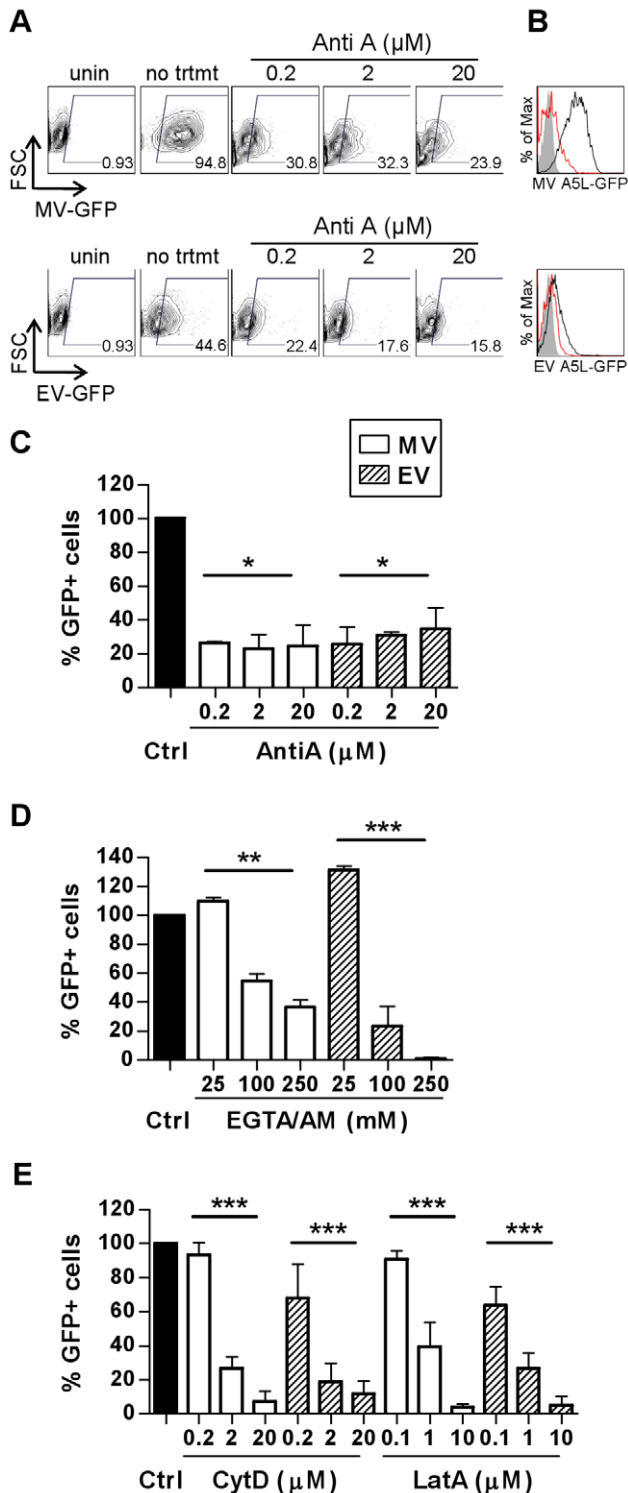 A
B
Anti A (μM)
unin no trtmt 0.2 2 20
0.93 94.8 30.8 32.3 23.9
FSC
MV-GFP
% of Max
MV A5L-GFP
Anti A (μM)
unin no trtmt 0.2 2 20
0.93 44.6 22.4 17.6 15.8
FSC
EV-GFP
% of Max
EV A5L-GFP
C
MV
EV
% GFP+ cells
120
100
80
60
40
20
0
* *
0.2 2 20 0.2 2 20
Ctrl AntiA (μM)
D
% GFP+ cells
140
120
100
80
60
40
20
0
** ***
25 100 250 25 100 250
Ctrl EGTA/AM (mM)
E
% GFP+ cells
120
100
80
60
40
20
0
*** *** *** ***
0.2 2 20 0.2 2 20 0.1 1 10 0.1 1 10
Ctrl CytD (μM) LatA (μM)